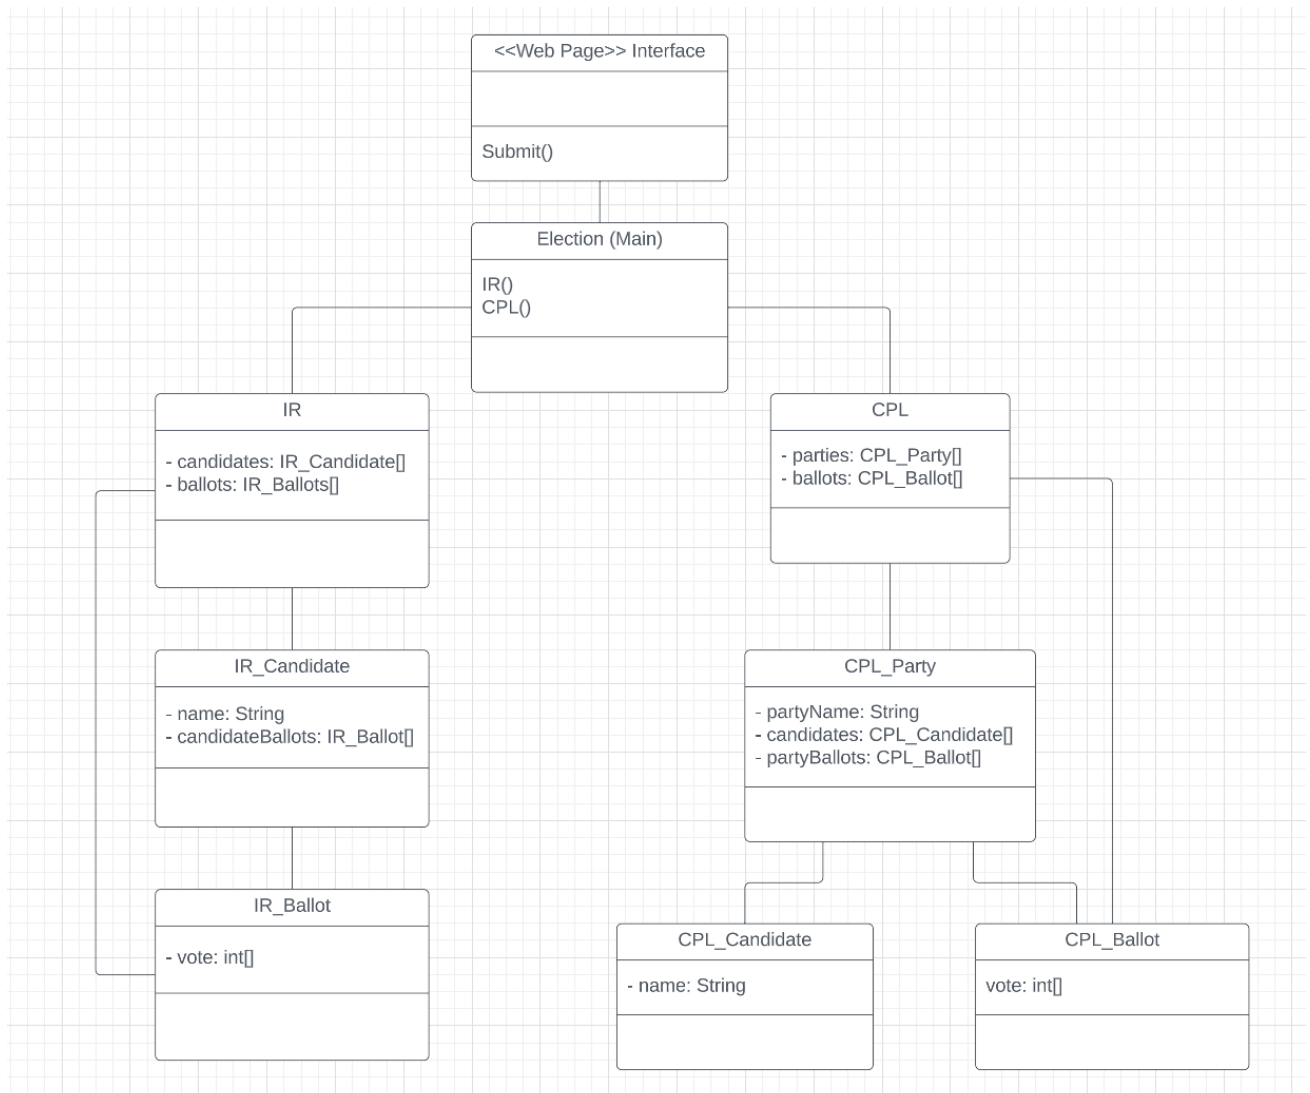 <<Web Page>> Interface
Submit()
Election (Main)
IR()
CPL()
IR
- candidates: IR_Candidate[]
- ballots: IR_Ballots[]
CPL
- parties: CPL_Party[]
- ballots: CPL_Ballot[]
IR_Candidate
- name: String
- candidateBallots: IR_Ballot[]
CPL_Party
- partyName: String
- candidates: CPL_Candidate[]
- partyBallots: CPL_Ballot[]
IR_Ballot
- vote: int[]
CPL_Candidate
- name: String
CPL_Ballot
vote: int[]